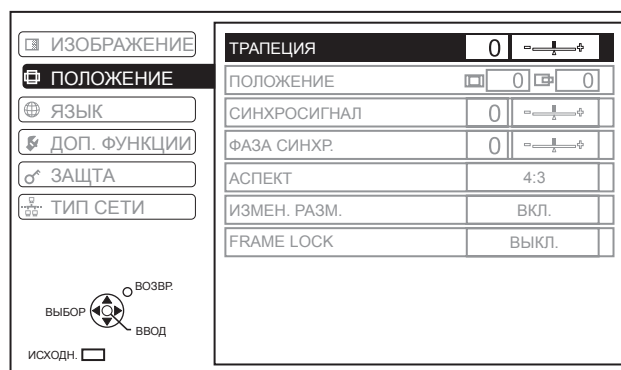 ИЗОБРАЖЕНИЕ
ПОЛОЖЕНИЕ
ЯЗЫК
ДОП. ФУНКЦИИ
ЗАЩТА
ТИП СЕТИ
ВОЗВР.
ВЫБОР
ВВОД
ИСХОДН.
ТРАПЕЦИЯ 0
ПОЛОЖЕНИЕ 0 0
СИНХРОСИГНАЛ 0
ФАЗА СИНХР. 0
АСПЕКТ 4:3
ИЗМЕН. РАЗМ. ВКЛ.
FRAME LOCK ВЫКЛ.